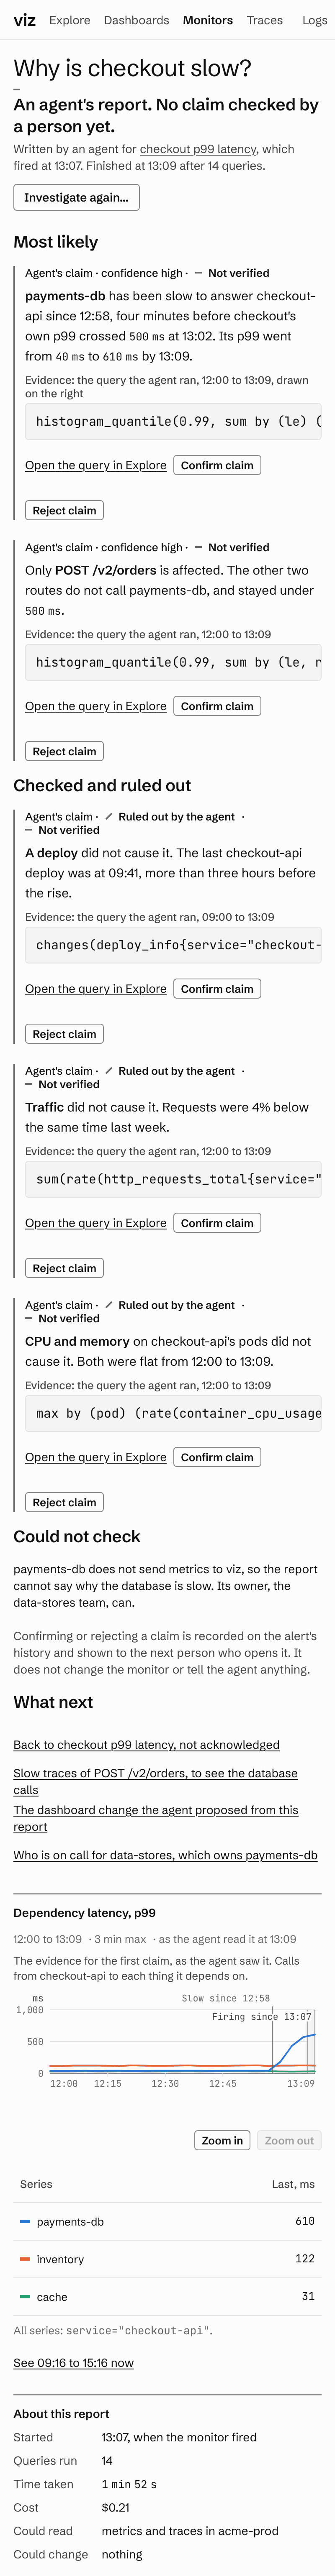 viz Explore Dashboards Monitors Traces Logs
Why is checkout slow?
An agent's report. No claim checked by
a person yet.
Written by an agent for checkout p99 latency, which
fired at 13:07. Finished at 13:09 after 14 queries.
Investigate again...
Most likely
Agent's claim · confidence high · – Not verified
payments-db has been slow to answer checkout-
api since 12:58, four minutes before checkout's
own p99 crossed 500 ms at 13:02. Its p99 went
from 40 ms to 610 ms by 13:09.
Evidence: the query the agent ran, 12:00 to 13:09, drawn
on the right
histogram_quantile(0.99, sum by (le) (
Open the query in Explore Confirm claim
Reject claim
Agent's claim · confidence high · – Not verified
Only POST /v2/orders is affected. The other two
routes do not call payments-db, and stayed under
500 ms.
Evidence: the query the agent ran, 12:00 to 13:09
histogram_quantile(0.99, sum by (le, r
Open the query in Explore Confirm claim
Reject claim
Checked and ruled out
Agent's claim · Ruled out by the agent ·
– Not verified
A deploy did not cause it. The last checkout-api
deploy was at 09:41, more than three hours before
the rise.
Evidence: the query the agent ran, 09:00 to 13:09
changes(deploy_info{service="checkout-
Open the query in Explore Confirm claim
Reject claim
Agent's claim · Ruled out by the agent ·
– Not verified
Traffic did not cause it. Requests were 4% below
the same time last week.
Evidence: the query the agent ran, 12:00 to 13:09
sum(rate(http_requests_total{service="
Open the query in Explore Confirm claim
Reject claim
Agent's claim · Ruled out by the agent ·
– Not verified
CPU and memory on checkout-api's pods did not
cause it. Both were flat from 12:00 to 13:09.
Evidence: the query the agent ran, 12:00 to 13:09
max by (pod) (rate(container_cpu_usage
Open the query in Explore Confirm claim
Reject claim
Could not check
payments-db does not send metrics to viz, so the report
cannot say why the database is slow. Its owner, the
data-stores team, can.
Confirming or rejecting a claim is recorded on the alert's
history and shown to the next person who opens it. It
does not change the monitor or tell the agent anything.
What next
Back to checkout p99 latency, not acknowledged
Slow traces of POST /v2/orders, to see the database
calls
The dashboard change the agent proposed from this
report
Who is on call for data-stores, which owns payments-db
Dependency latency, p99
12:00 to 13:09 · 3 min max · as the agent read it at 13:09
The evidence for the first claim, as the agent saw it. Calls
from checkout-api to each thing it depends on.
ms Slow since 12:58
1,000
Firing since 13:07
500
0
12:00 12:15 12:30 12:45 13:09
Zoom in Zoom out
Series Last, ms
payments-db 610
inventory 122
cache 31
All series: service="checkout-api".
See 09:16 to 15:16 now
About this report
Started 13:07, when the monitor fired
Queries run 14
Time taken 1 min 52 s
Cost $0.21
Could read metrics and traces in acme-prod
Could change nothing